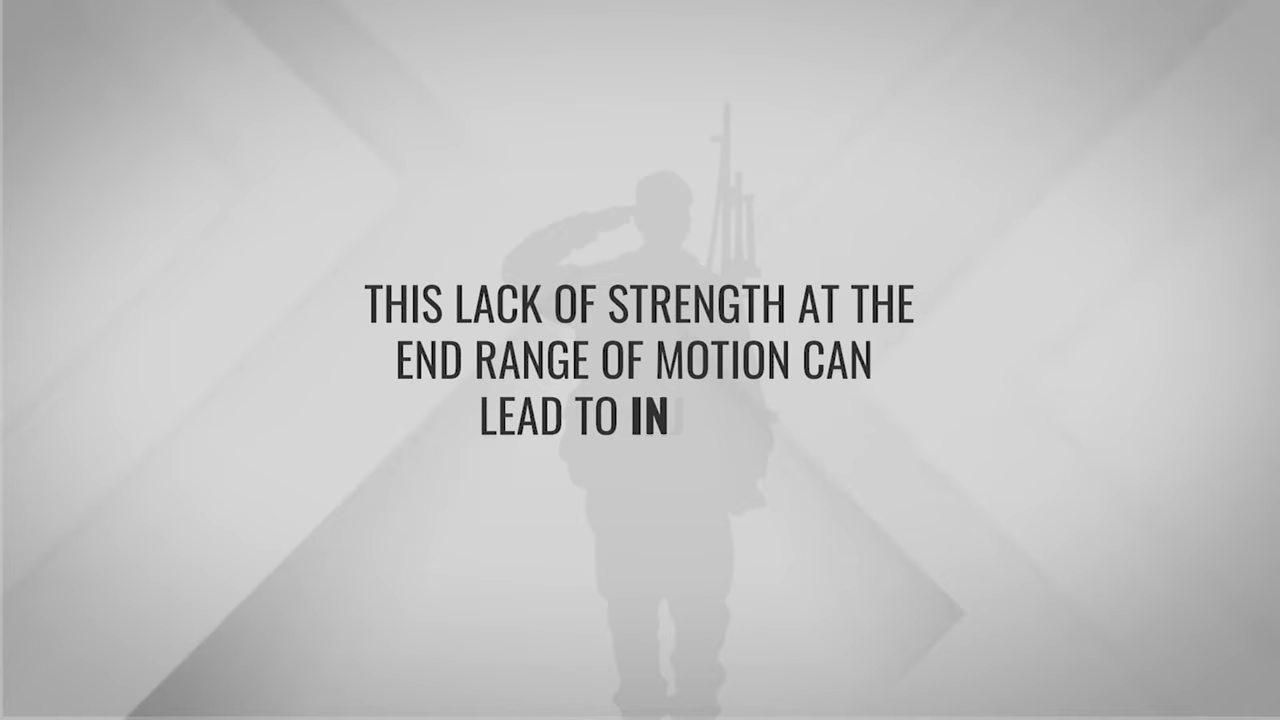 THIS LACK OF STRENGTH AT THE
END RANGE OF MOTION CAN
LEAD TO IN